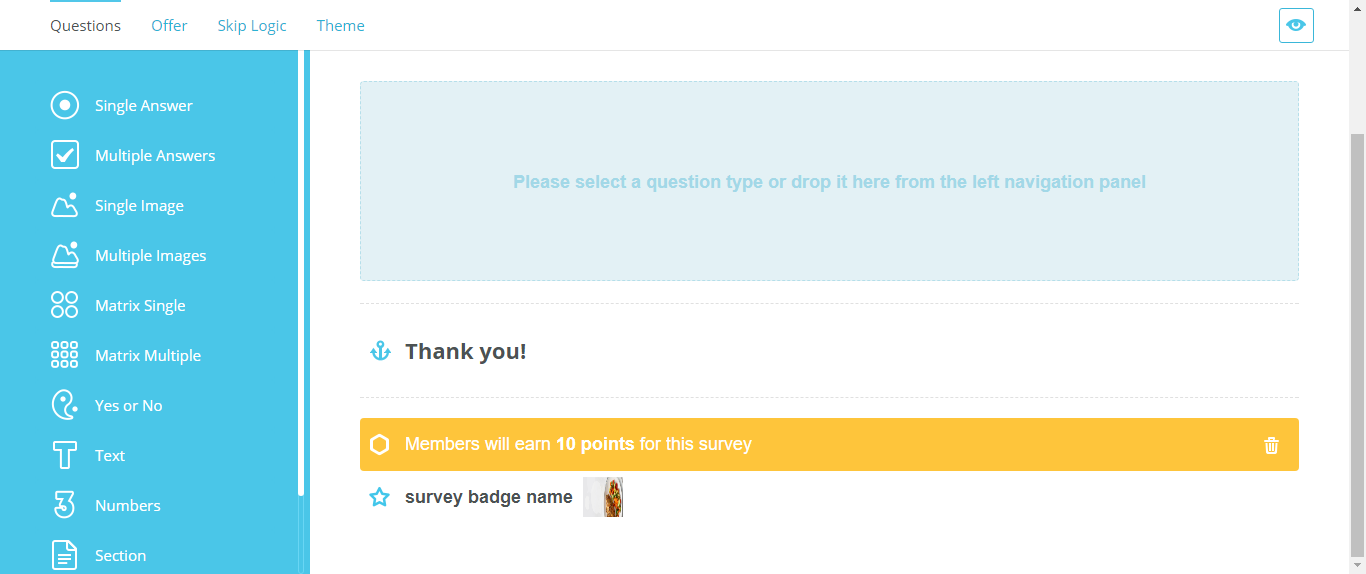 Questions Offer Skip Logic Theme
Single Answer
Multiple Answers
Single Image
Multiple Images
Matrix Single
Matrix Multiple
Yes or No
Text
Numbers
Section
Please select a question type or drop it here from the left navigation panel
Thank you!
Members will earn 10 points for this survey
survey badge name